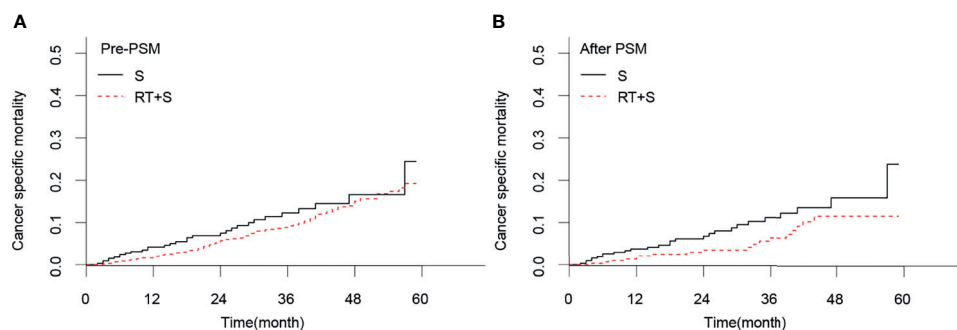 A
Pre-PSM
S
RT+S
Cancer specific mortality
0.5
0.4
0.3
0.2
0.1
0.0
0 12 24 36 48 60
Time(month)
B
After PSM
S
RT+S
Cancer specific mortality
0.5
0.4
0.3
0.2
0.1
0.0
0 12 24 36 48 60
Time(month)